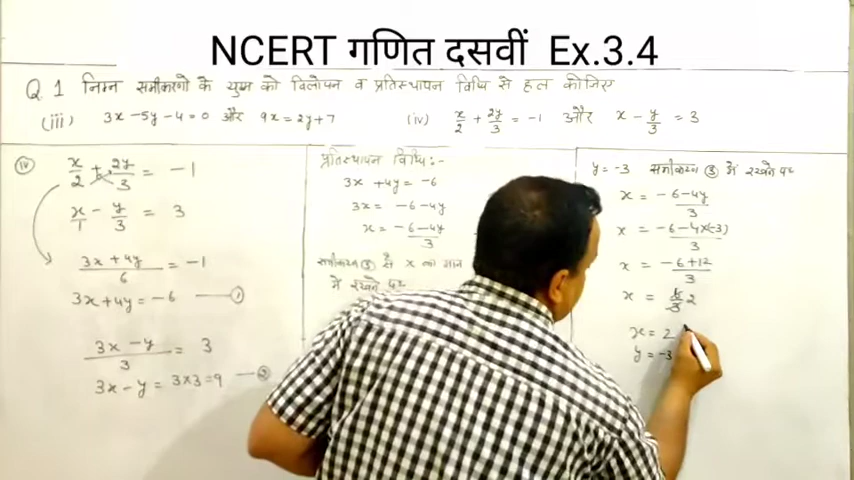 NCERT गणित दसवीं Ex.3.4
Q 1 निम्न समीकरणो के युग्म को विलोपन व प्रतिस्थापन विधि से हल कीजिए
(iii) 3x -5y -4=0 और 9x = 2y+7 (iv) x/2 + 2y/3 = -1 और x - y/3 = 3
(iv) x/2 + 2y/3 = -1
x/1 - y/3 = 3
3x + 4y/6 = -1
3x+4y = -6 — (1)
3x - y/3 = 3
3x - y = 3×3 = 9 — (2)
प्रतिस्थापन विधि :-
3x + 4y = -6
3x = -6-4y
x = -6-4y/3
समीकरण (3) से x का मान
में रखने पर
y = -3 समीकरण (3) में रखने पर
x = -6-4y/3
x = -6-4×(-3)/3
x = -6+12/3
x = 6/3 2
x = 2
y = -3